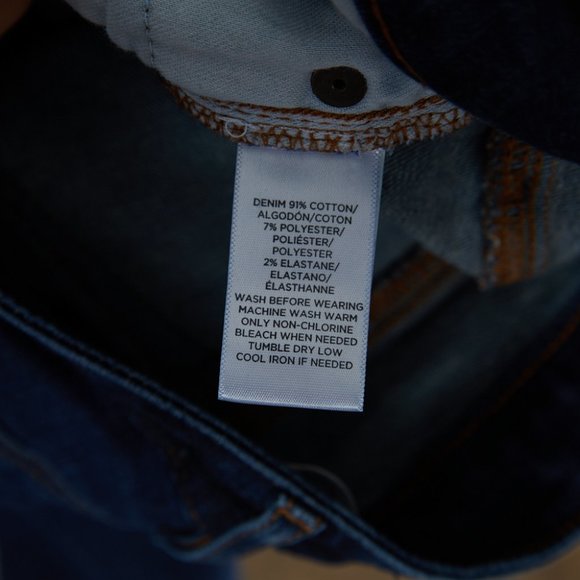 DENIM 91% COTTON/
ALGODÓN/COTON
7% POLYESTER/
POLIÉSTER/
POLYESTER
2% ELASTANE/
ELASTANO/
ÉLASTHANNE
WASH BEFORE WEARING
MACHINE WASH WARM
ONLY NON-CHLORINE
BLEACH WHEN NEEDED
TUMBLE DRY LOW
COOL IRON IF NEEDED